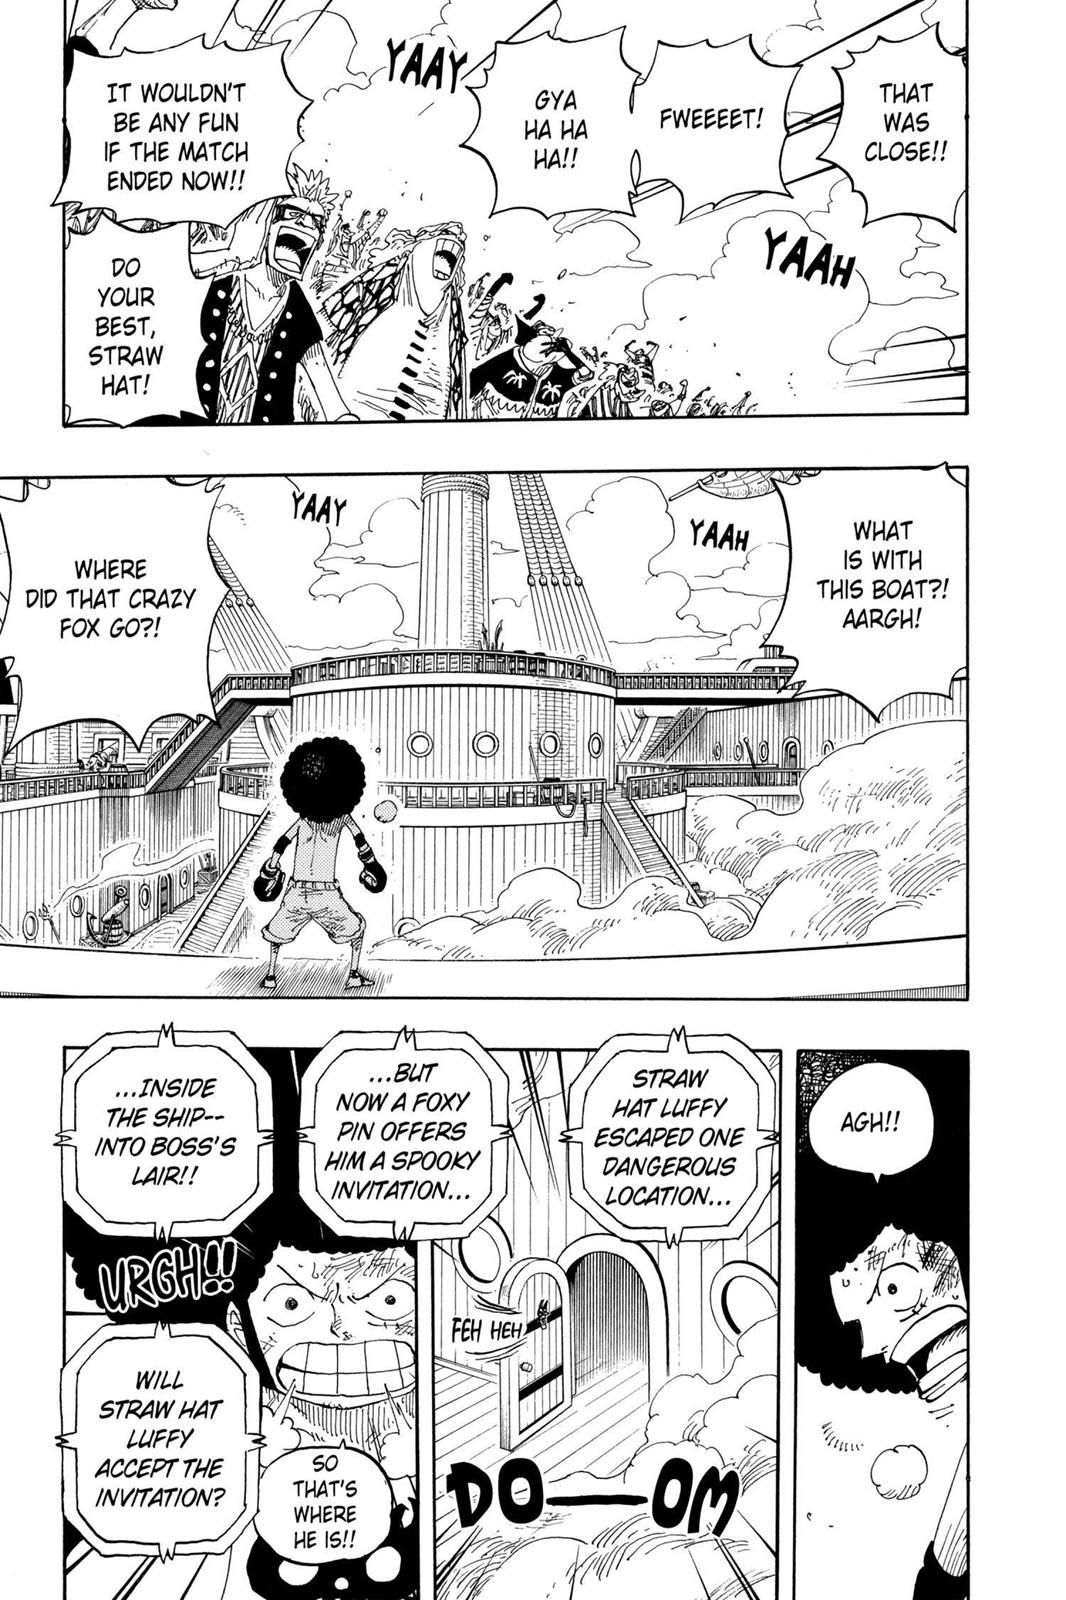 THAT
WAS
CLOSE!!
FWEEEET!
GYA
HA HA
HA!!
YAAY
IT WOULDN'T
BE ANY FUN
IF THE MATCH
ENDED NOW!!
YAAH
DO
YOUR
BEST,
STRAW
HAT!
WHAT
IS WITH
THIS BOAT?!
AARGH!
YAAH
YAAY
WHERE
DID THAT CRAZY
FOX GO?!
AGH!!
STRAW
HAT LUFFY
ESCAPED ONE
DANGEROUS
LOCATION...
...BUT
NOW A FOXY
PIN OFFERS
HIM A SPOOKY
INVITATION...
FEH HEH
DO——OM
...INSIDE
THE SHIP--
INTO BOSS'S
LAIR!!
URGH!!
SO
THAT'S
WHERE
HE IS!!
WILL
STRAW HAT
LUFFY
ACCEPT THE
INVITATION?